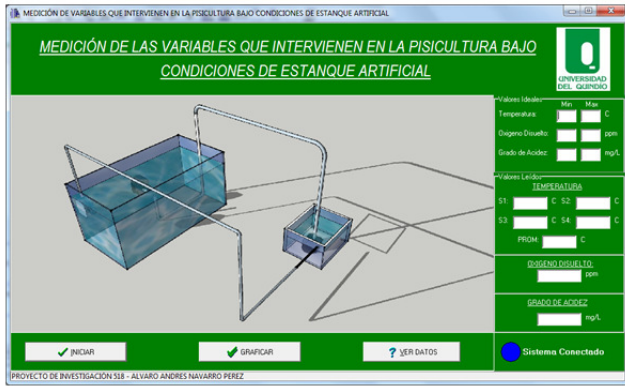 MEDICIÓN DE VARIABLES QUE INTERVIENEN EN LA PISICULTURA BAJO CONDICIONES DE ESTANQUE ARTIFICIAL
MEDICIÓN DE LAS VARIABLES QUE INTERVIENEN EN LA PISICULTURA BAJO
CONDICIONES DE ESTANQUE ARTIFICIAL
UNIVERSIDAD
DEL QUINDÍO
Valores Ideales
Min Max
Temperatura: C
Oxigeno Disuelto: ppm
Grado de Acidez: mg/L
Valores Leídos
TEMPERATURA
S1: C S2: C
S3: C S4: C
PROM: C
OXIGENO DISUELTO:
ppm
GRADO DE ACIDEZ
mg/L
INICIAR
GRAFICAR
? VER DATOS
Sistema Conectado
PROYECTO DE INVESTIGACIÓN 518 - ALVARO ANDRES NAVARRO PEREZ